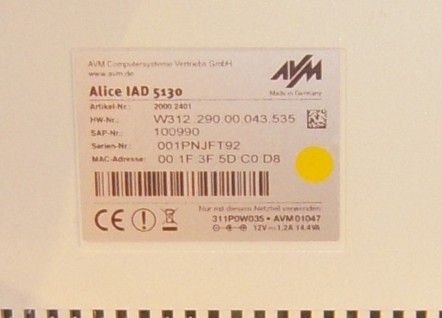 AVM Computersysteme Vertriebs GmbH
www.avm.de
AVM
Made in Germany
Alice IAD 5130
Artikel-Nr.: 2000 2401
HW-Nr.: W312 290 00 043 535
SAP-Nr.: 100990
Serien-Nr.: 001PNJFT92
MAC-Adresse: 00 1F 3F 5D C0 D8
Nur mit diesem Netzteil verwenden
CE
311P0W035 • AVM 01047
12V 1,2A 14.4VA